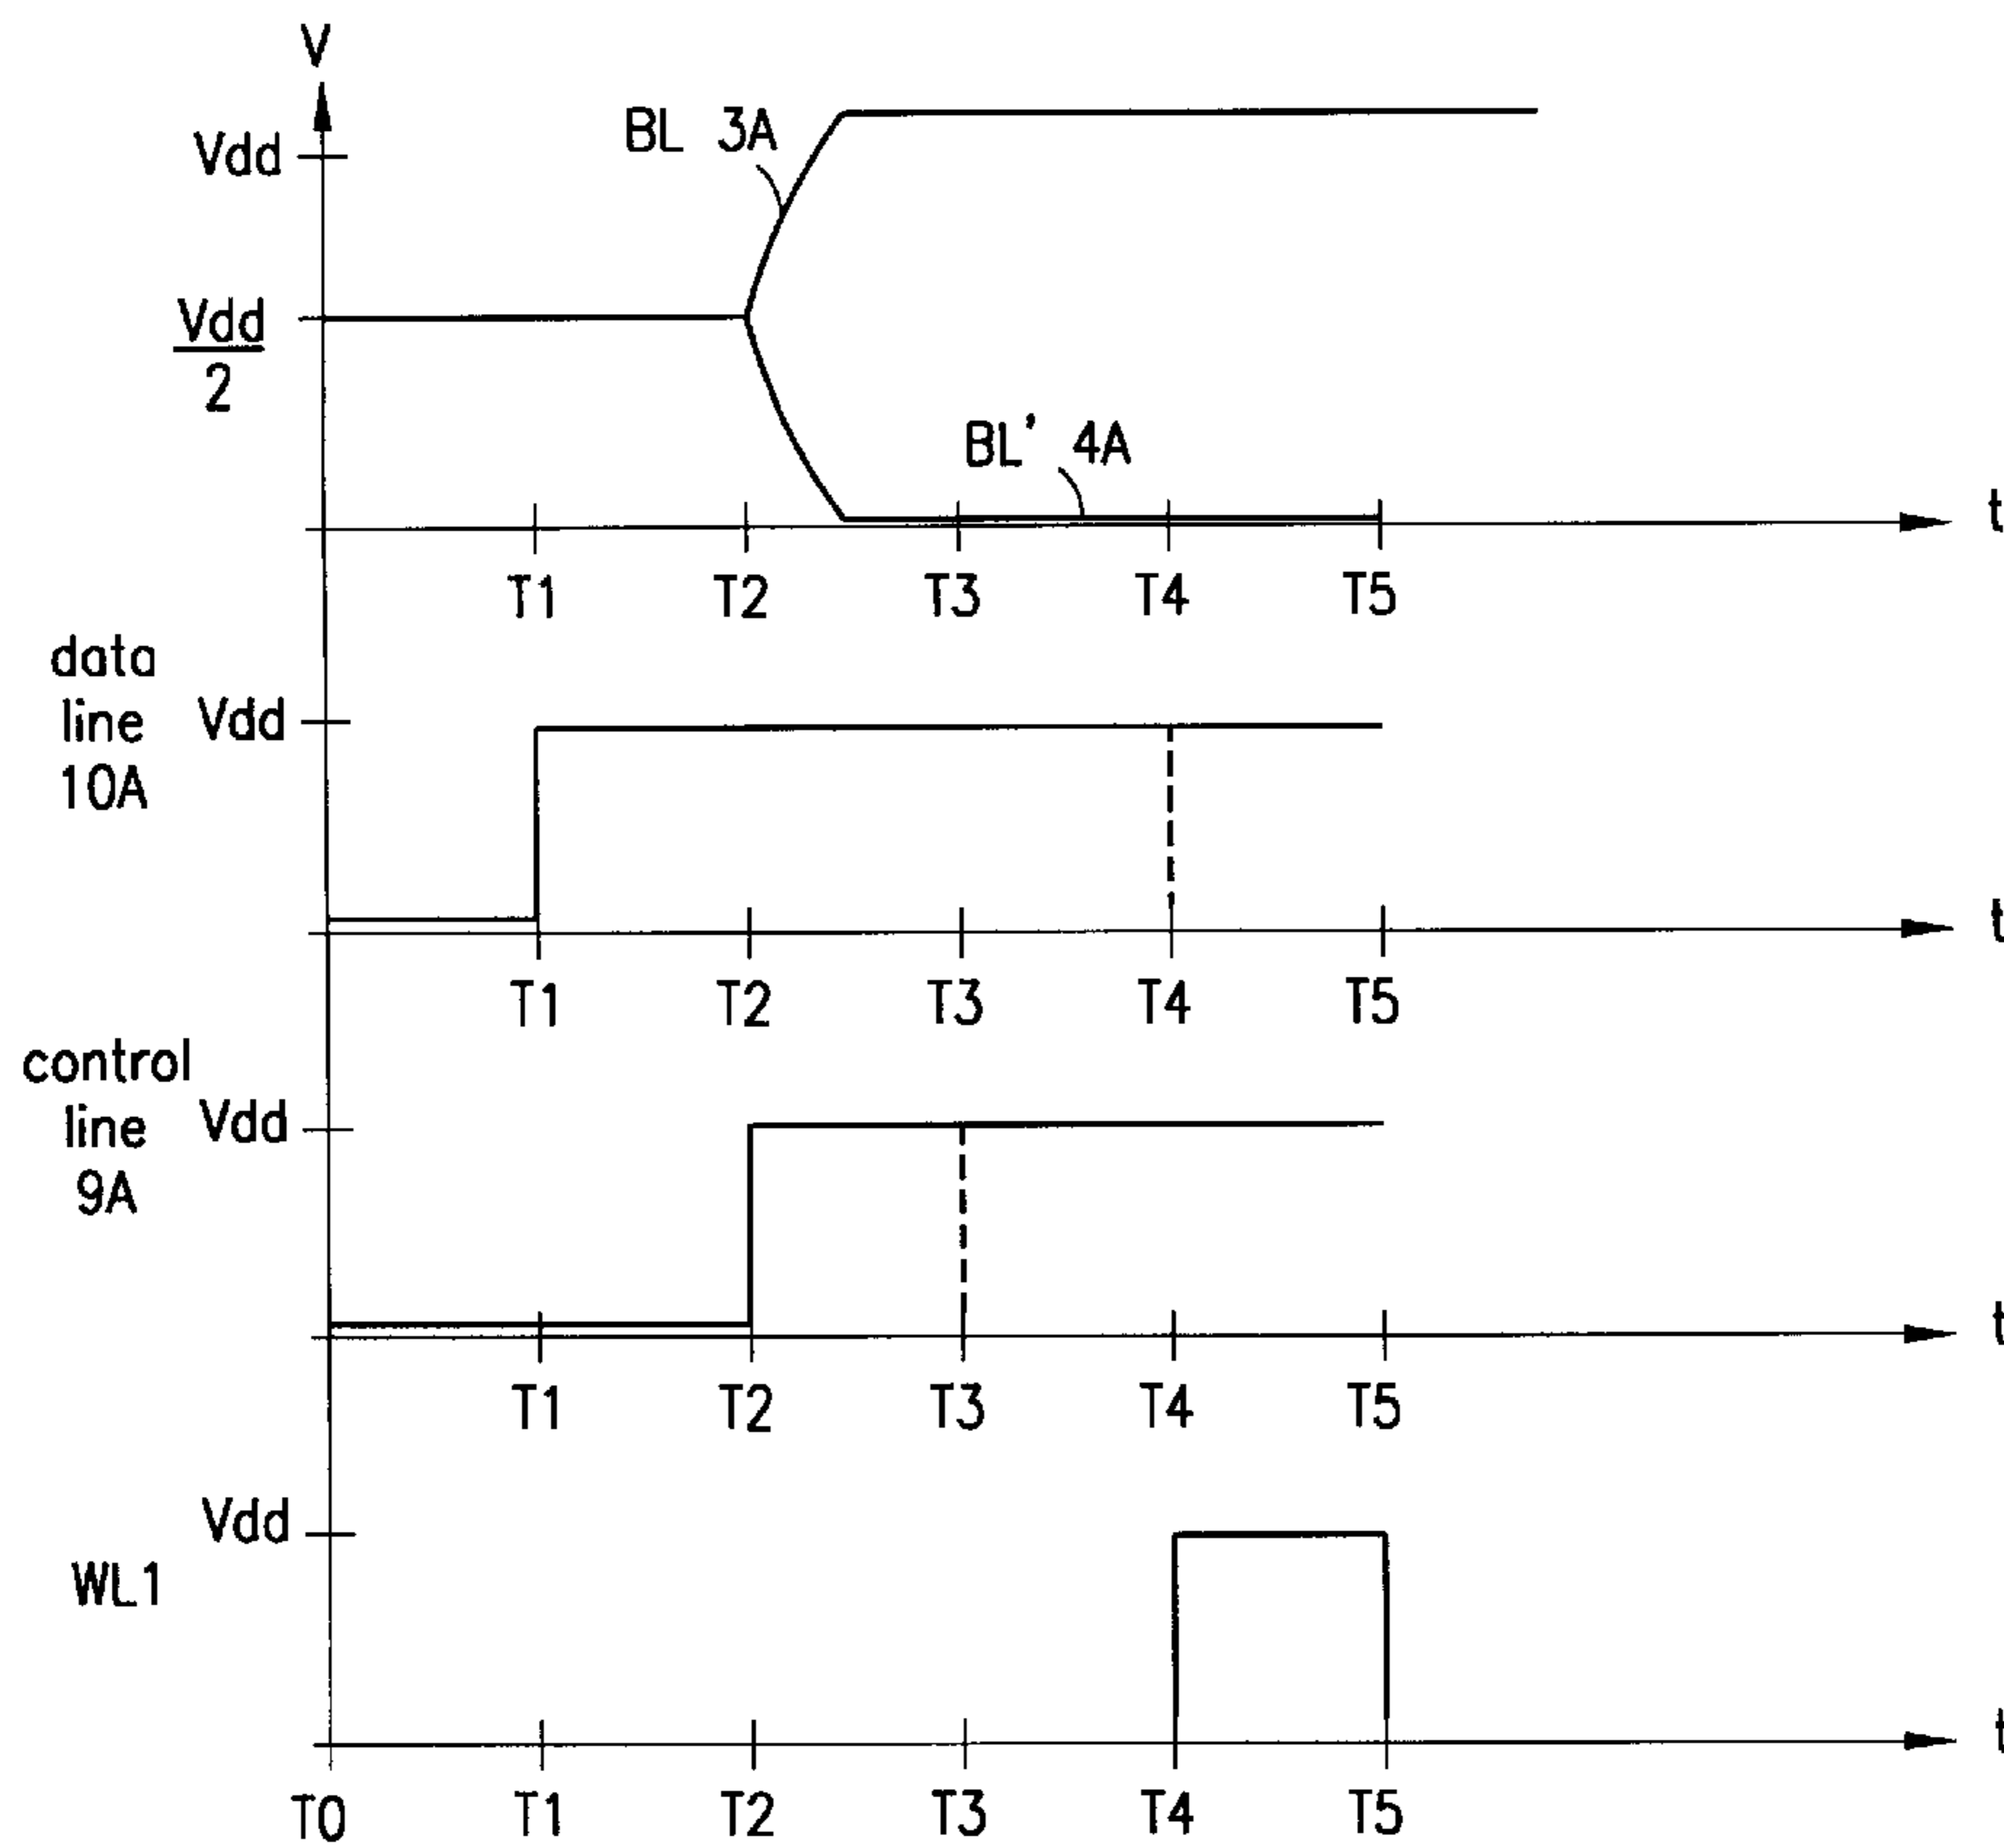 V
Vdd
BL 3A
Vdd
2
BL' 4A
t
T1 T2 T3 T4 T5
data
line
10A
Vdd
t
T1 T2 T3 T4 T5
control
line
9A
Vdd
t
T1 T2 T3 T4 T5
Vdd
WL1
t
T0 T1 T2 T3 T4 T5